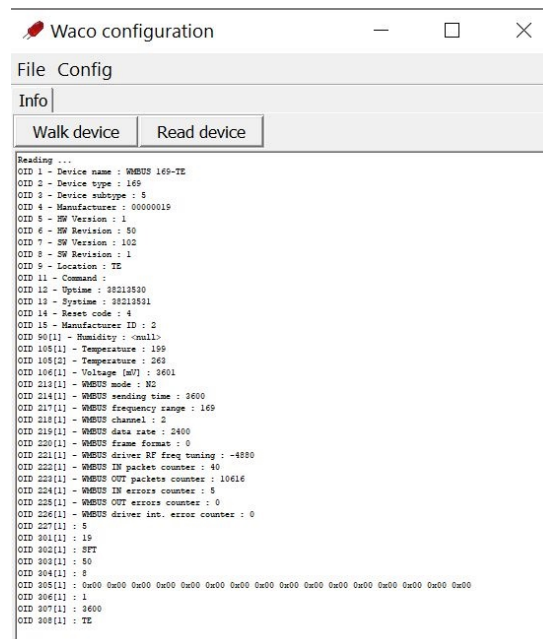 Waco configuration
File Config
Info
Walk device Read device
Reading ...
OID 1 - Device name : WMBUS 169-TE
OID 2 - Device type : 169
OID 3 - Device subtype : 5
OID 4 - Manufacturer : 00000019
OID 5 - HW Version : 1
OID 6 - HW Revision : 50
OID 7 - SW Version : 102
OID 8 - SW Revision : 1
OID 9 - Location : TE
OID 11 - Command :
OID 12 - Uptime : 38213530
OID 13 - Systime : 38213531
OID 14 - Reset code : 4
OID 15 - Manufacturer ID : 2
OID 90[1] - Humidity : <null>
OID 105[1] - Temperature : 199
OID 105[2] - Temperature : 263
OID 106[1] - Voltage [mV] : 3601
OID 213[1] - WMBUS mode : N2
OID 214[1] - WMBUS sending time : 3600
OID 217[1] - WMBUS frequency range : 169
OID 218[1] - WMBUS channel : 2
OID 219[1] - WMBUS data rate : 2400
OID 220[1] - WMBUS frame format : 0
OID 221[1] - WMBUS driver RF freq tuning : -4880
OID 222[1] - WMBUS IN packet counter : 40
OID 223[1] - WMBUS OUT packets counter : 10616
OID 224[1] - WMBUS IN errors counter : 5
OID 225[1] - WMBUS OUT errors counter : 0
OID 226[1] - WMBUS driver int. error counter : 0
OID 227[1] : 5
OID 301[1] : 19
OID 302[1] : SFT
OID 303[1] : 50
OID 304[1] : 8
OID 305[1] : 0x00 0x00 0x00 0x00 0x00 0x00 0x00 0x00 0x00 0x00 0x00 0x00 0x00 0x00 0x00 0x00
OID 306[1] : 1
OID 307[1] : 3600
OID 308[1] : TE